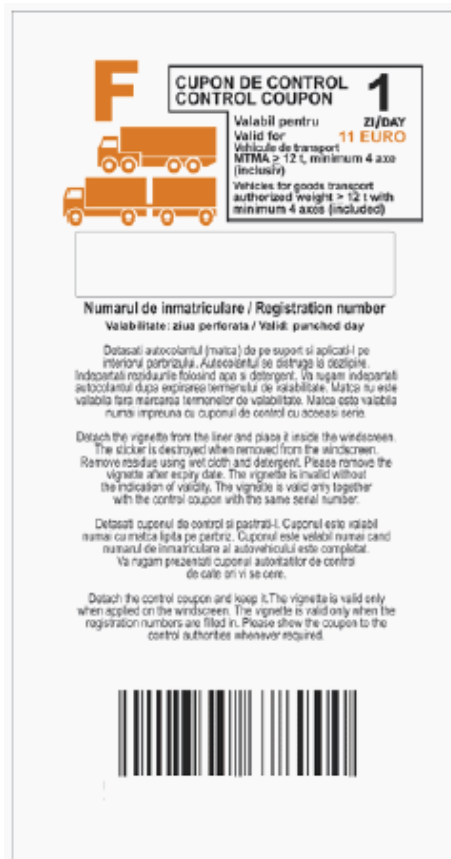 F
CUPON DE CONTROL
CONTROL COUPON
1
ZI/DAY
Valabil pentru
Valid for
11 EURO
Vehicule de transport
MTMA > 12 t, minimum 4 axe
(inclusiv)
Vehicles for goods transport
authorized weight > 12 t with
minimum 4 axes (included)
Numarul de inmatriculare / Registration number
Valabilitate: ziua perforata / Valid: punched day
Detasati autocolantul (matca) de pe suport si aplicati-l pe
interiorul parbrizului. Autocolantul se distruge la dezlipire.
Indepartati reziduurile folosind apa si detergent. Va rugam indepartati
autocolantul dupa expirarea termenului de valabilitate. Matca nu este
valabila fara marcarea termenelor de valabilitate. Matca este valabila
numai impreuna cu cuponul de control cu aceeasi serie.
Detach the vignette from the liner and place it inside the windscreen.
The sticker is destroyed when removed from the windscreen.
Remove residue using wet cloth and detergent. Please remove the
vignette after expiry date. The vignette is invalid without
the indication of validity. The vignette is valid only together
with the control coupon with the same serial number.
Detasati cuponul de control si pastrati-l. Cuponul este valabil
numai cu matca lipita pe parbriz. Cuponul este valabil numai cand
numarul de inmatriculare al autovehicului este completat.
Va rugam prezentati cuponul autoritatilor de control
de cate ori vi se cere.
Detach the control coupon and keep it.The vignette is valid only
when applied on the windscreen. The vignette is valid only when the
registration numbers are filled in. Please show the coupon to the
control authorities whenever required.